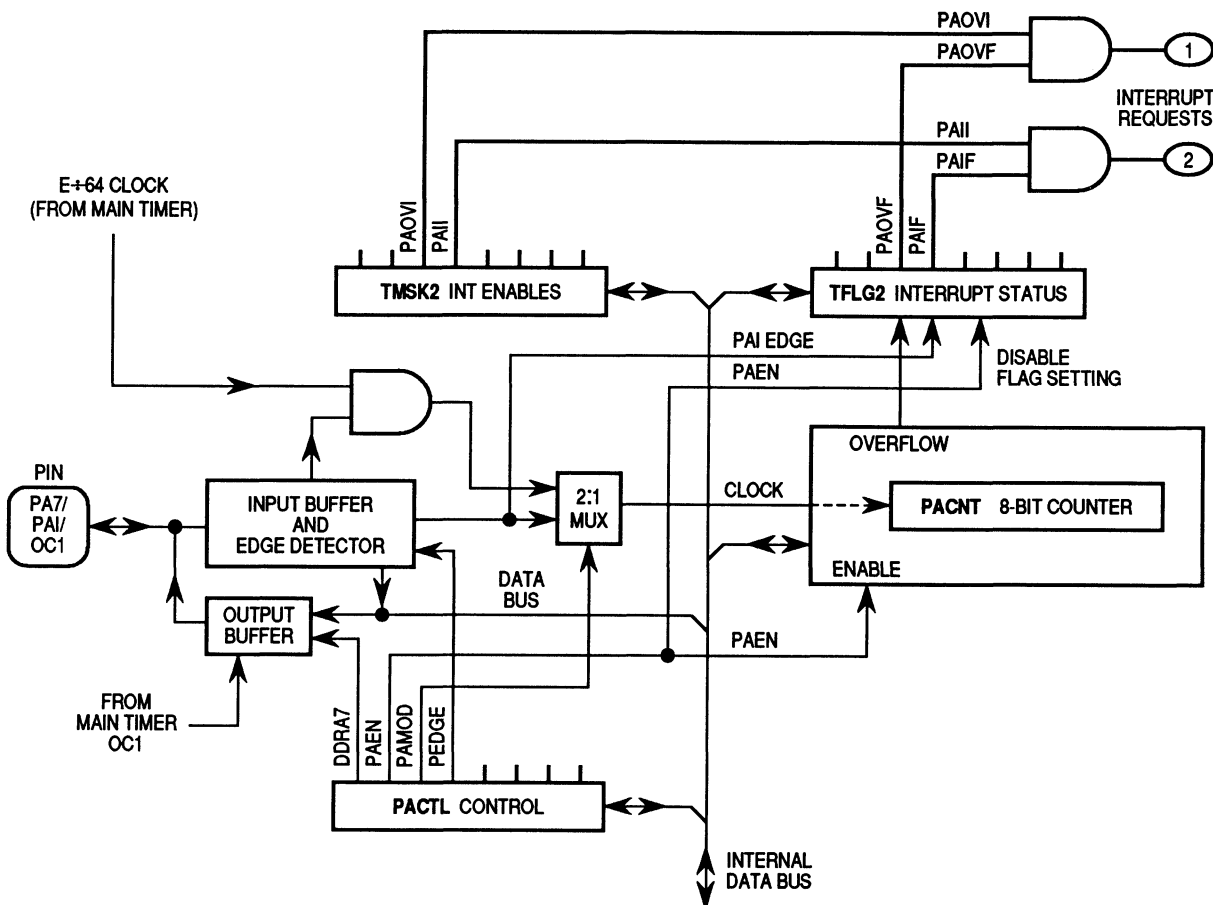 PAOVI
1
PAOVF
INTERRUPT
REQUESTS
PAII
2
PAIF
E÷64 CLOCK
(FROM MAIN TIMER)
PAOVI
PAII
PAOVF
PAIF
TMSK2 INT ENABLES
TFLG2 INTERRUPT STATUS
PAI EDGE
PAEN
DISABLE
FLAG SETTING
OVERFLOW
PIN
PA7/
PAI/
OC1
INPUT BUFFER
AND
EDGE DETECTOR
2:1
MUX
CLOCK
PACNT 8-BIT COUNTER
ENABLE
DATA
BUS
OUTPUT
BUFFER
PAEN
FROM
MAIN TIMER
OC1
DDRA7
PAEN
PAMOD
PEDGE
PACTL CONTROL
INTERNAL
DATA BUS